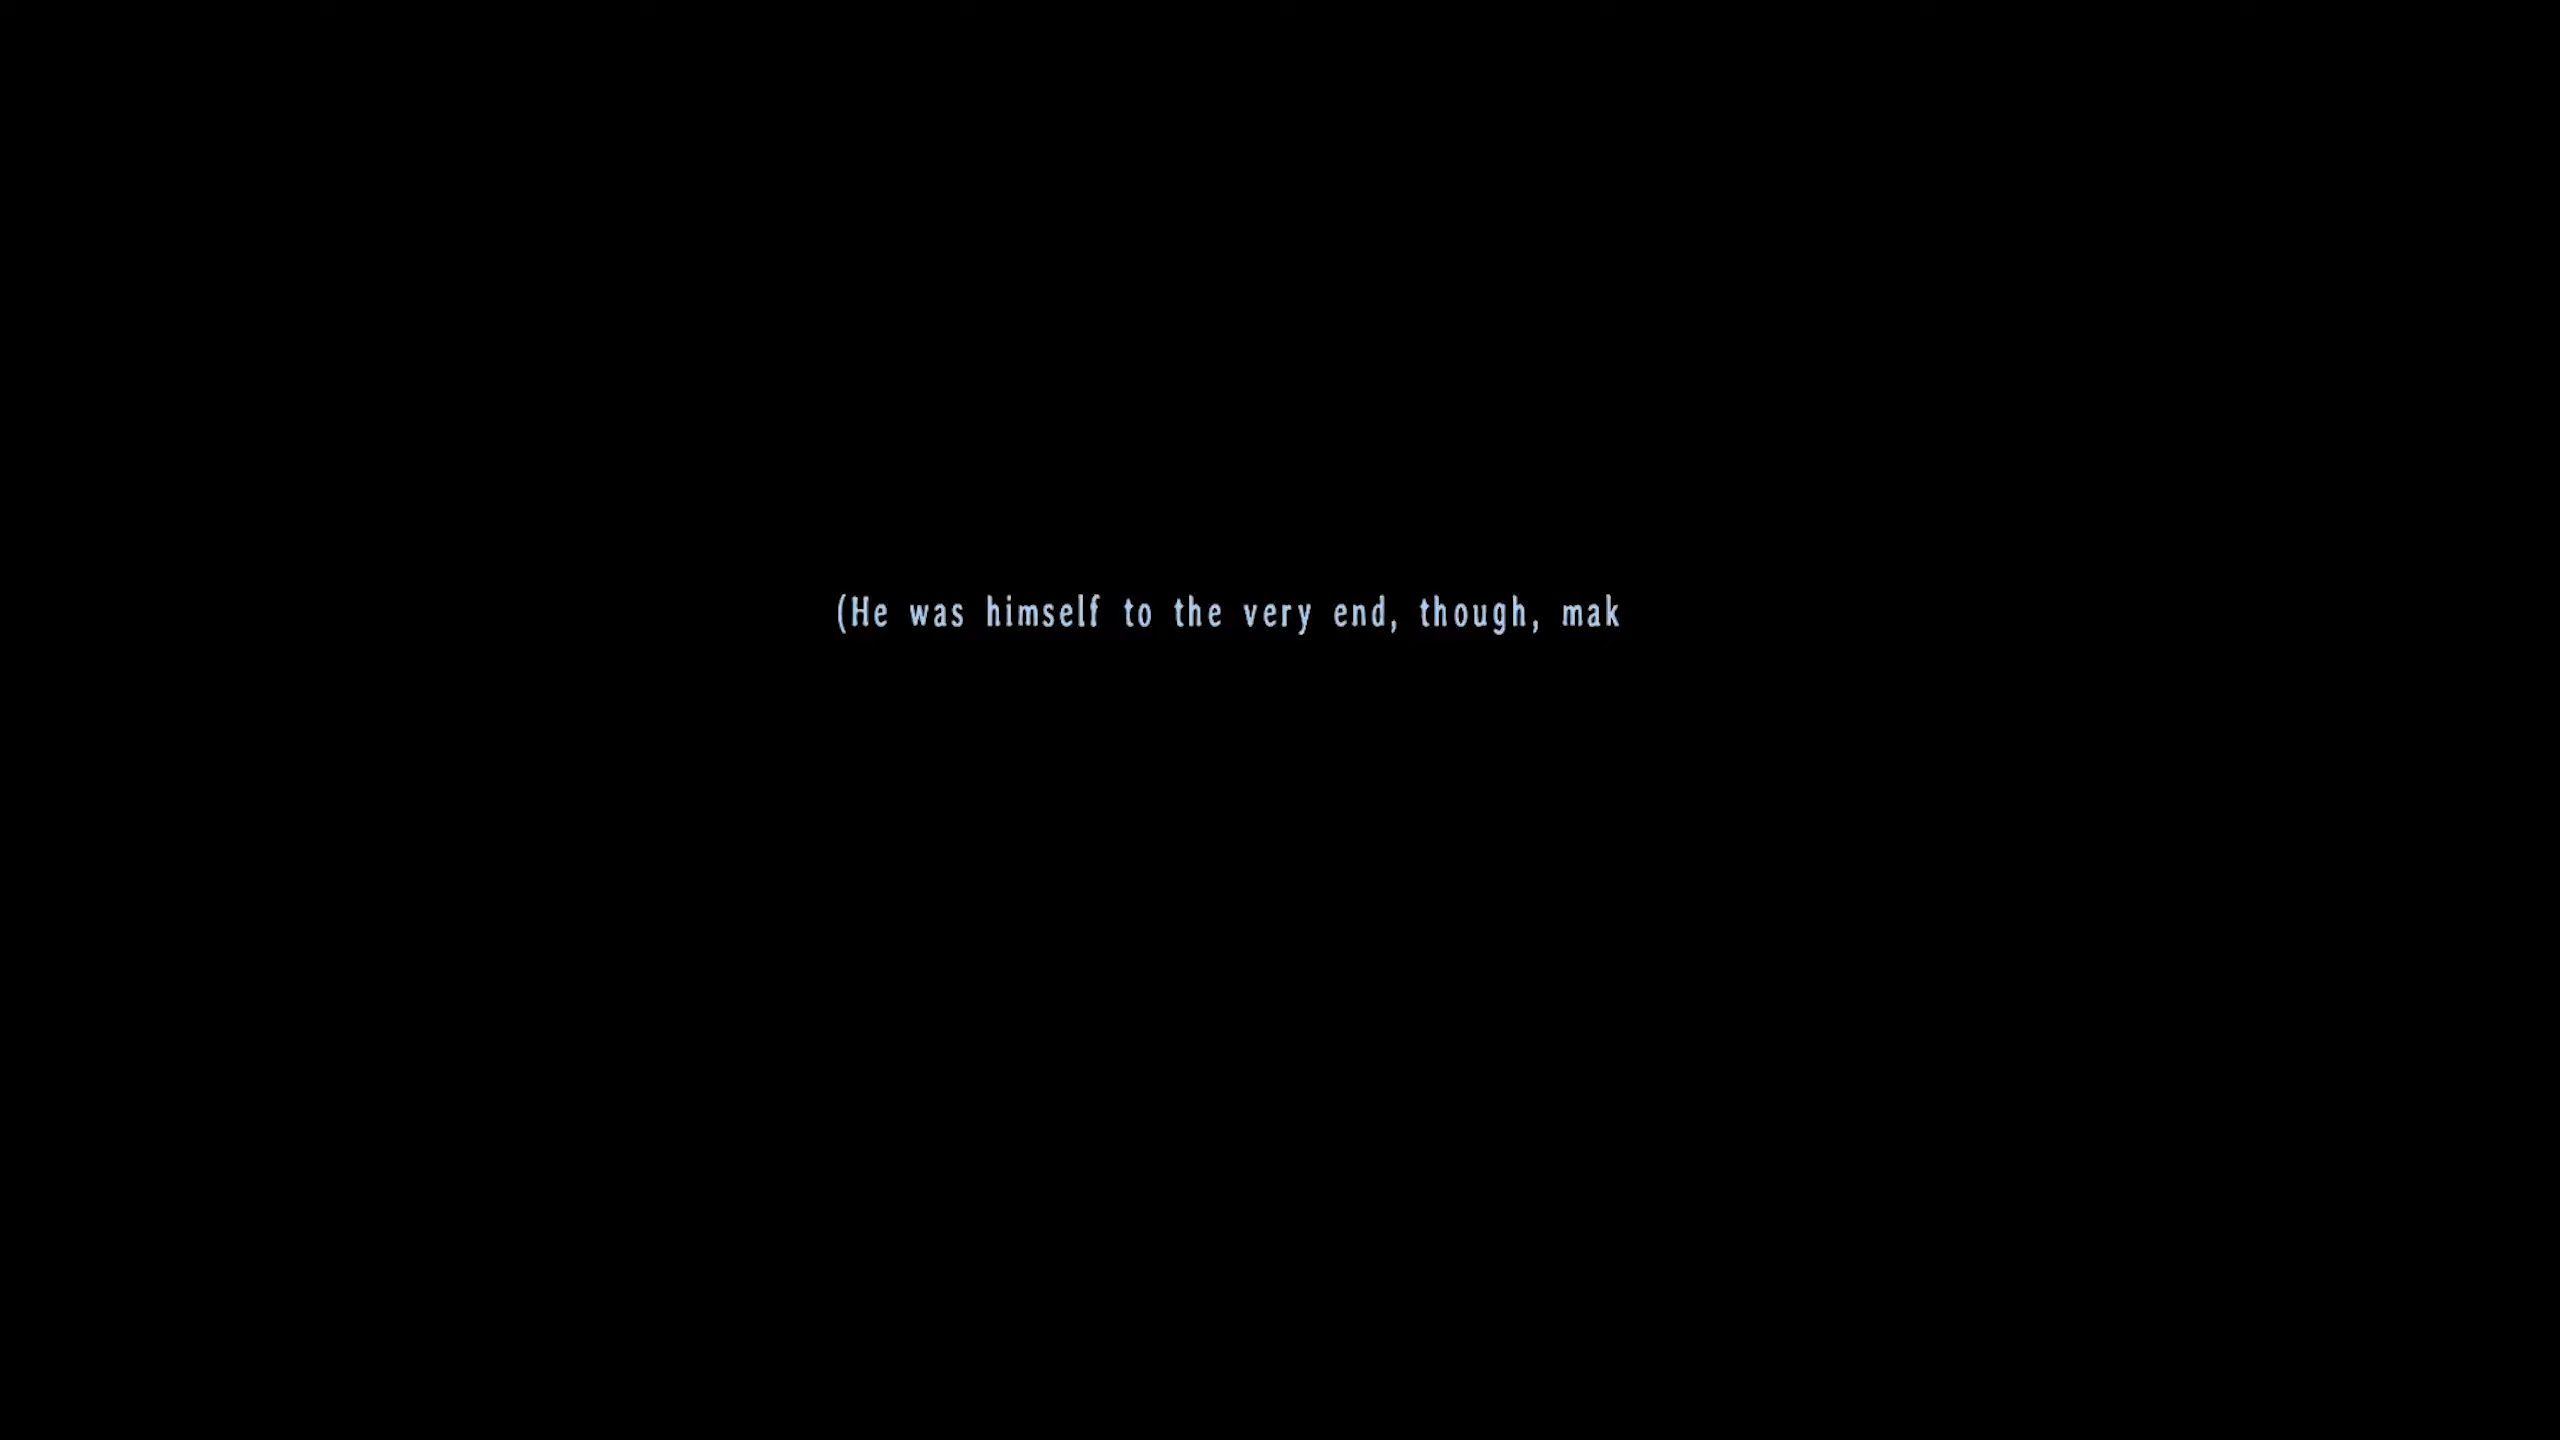 (He was himself to the very end, though, mak